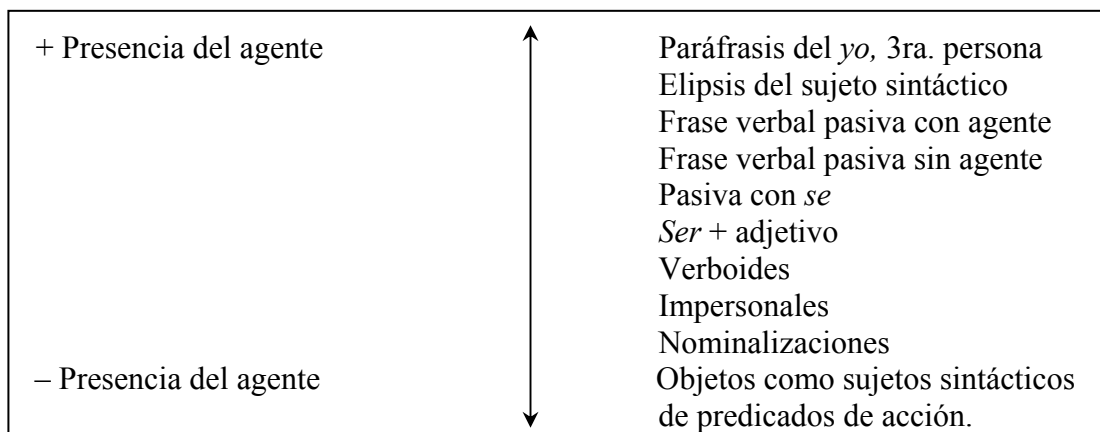 + Presencia del agente Paráfrasis del yo, 3ra. persona
Elipsis del sujeto sintáctico
Frase verbal pasiva con agente
Frase verbal pasiva sin agente
Pasiva con se
Ser + adjetivo
Verboides
Impersonales
Nominalizaciones
– Presencia del agente Objetos como sujetos sintácticos
de predicados de acción.